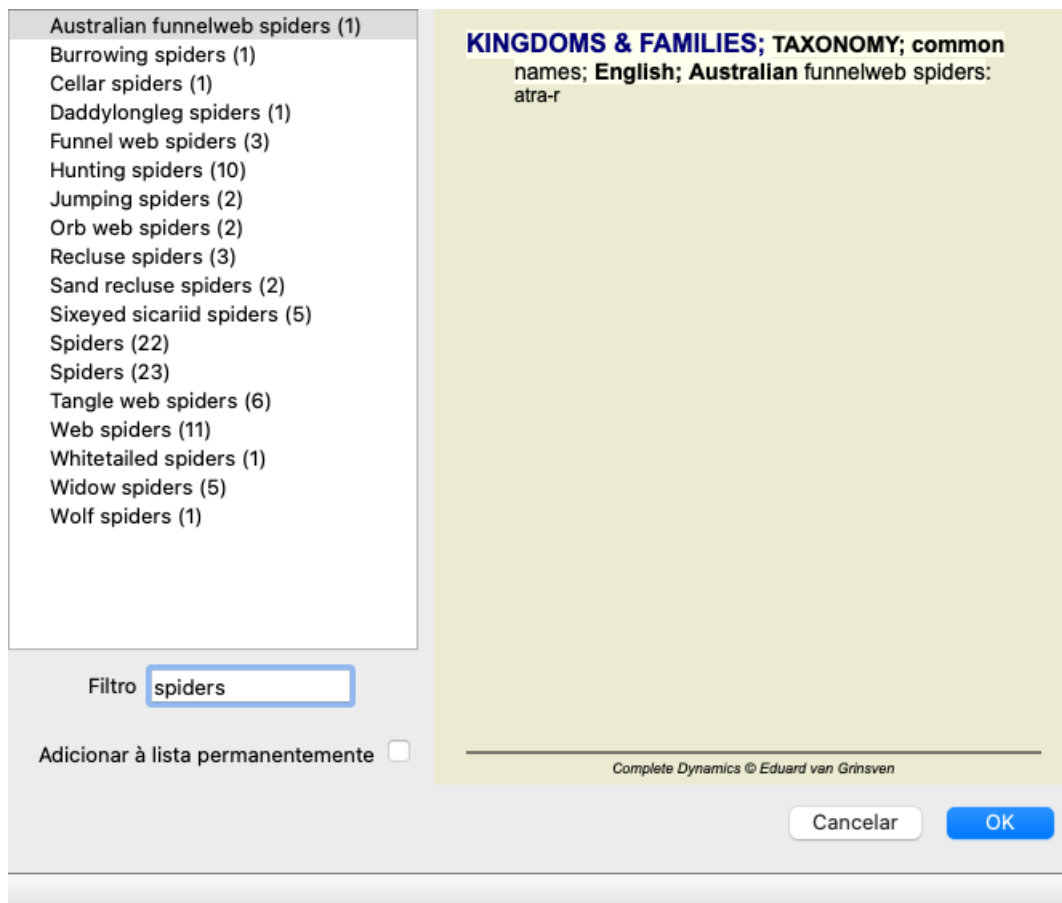 Australian funnelweb spiders (1)
Burrowing spiders (1)
Cellar spiders (1)
Daddylongleg spiders (1)
Funnel web spiders (3)
Hunting spiders (10)
Jumping spiders (2)
Orb web spiders (2)
Recluse spiders (3)
Sand recluse spiders (2)
Sixeyed sicariid spiders (5)
Spiders (22)
Spiders (23)
Tangle web spiders (6)
Web spiders (11)
Whitetailed spiders (1)
Widow spiders (5)
Wolf spiders (1)
Filtro spiders
Adicionar à lista permanentemente
KINGDOMS & FAMILIES; TAXONOMY; common
names; English; Australian funnelweb spiders:
atra-r
Complete Dynamics © Eduard van Grinsven
Cancelar
OK